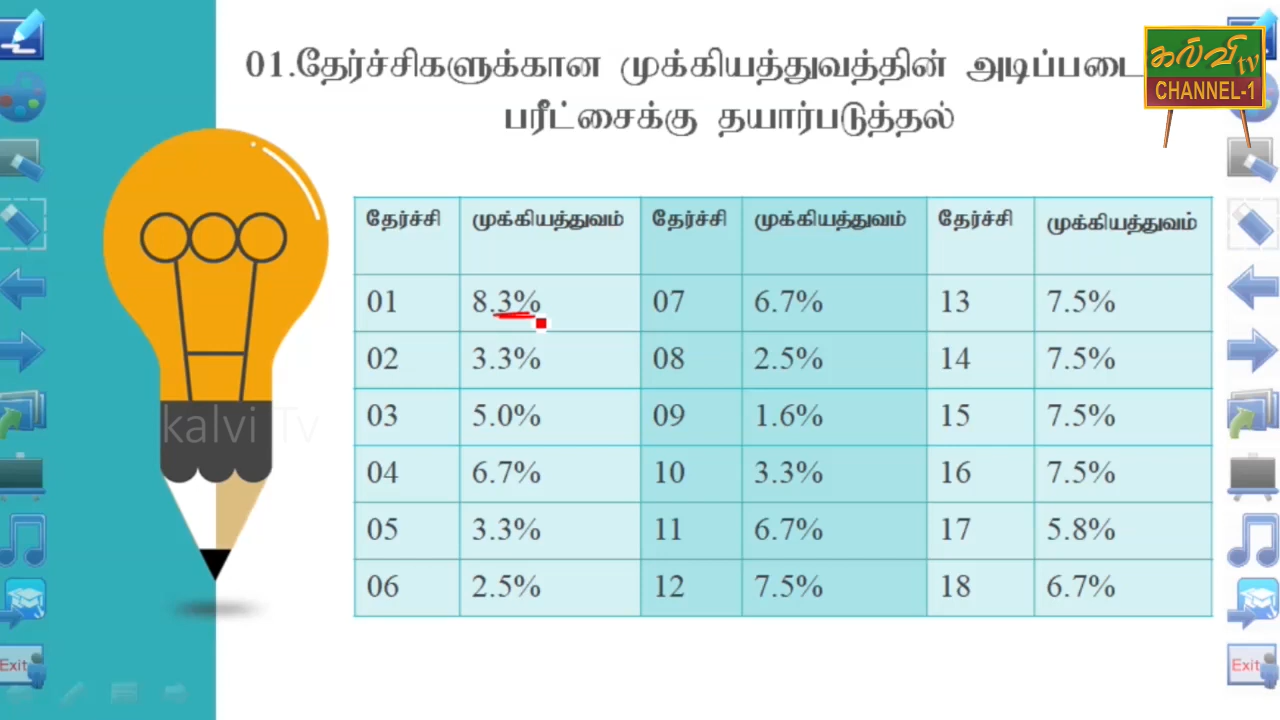 01.தேர்ச்சிகளுக்கான முக்கியத்துவத்தின் அடிப்படை
பரீட்சைக்கு தயார்படுத்தல்
கல்வி tv
CHANNEL-1
தேர்ச்சி முக்கியத்துவம் தேர்ச்சி முக்கியத்துவம் தேர்ச்சி முக்கியத்துவம்
01 8.3% 07 6.7% 13 7.5%
02 3.3% 08 2.5% 14 7.5%
03 5.0% 09 1.6% 15 7.5%
04 6.7% 10 3.3% 16 7.5%
05 3.3% 11 6.7% 17 5.8%
06 2.5% 12 7.5% 18 6.7%
kalvi Tv
Exit
Exit